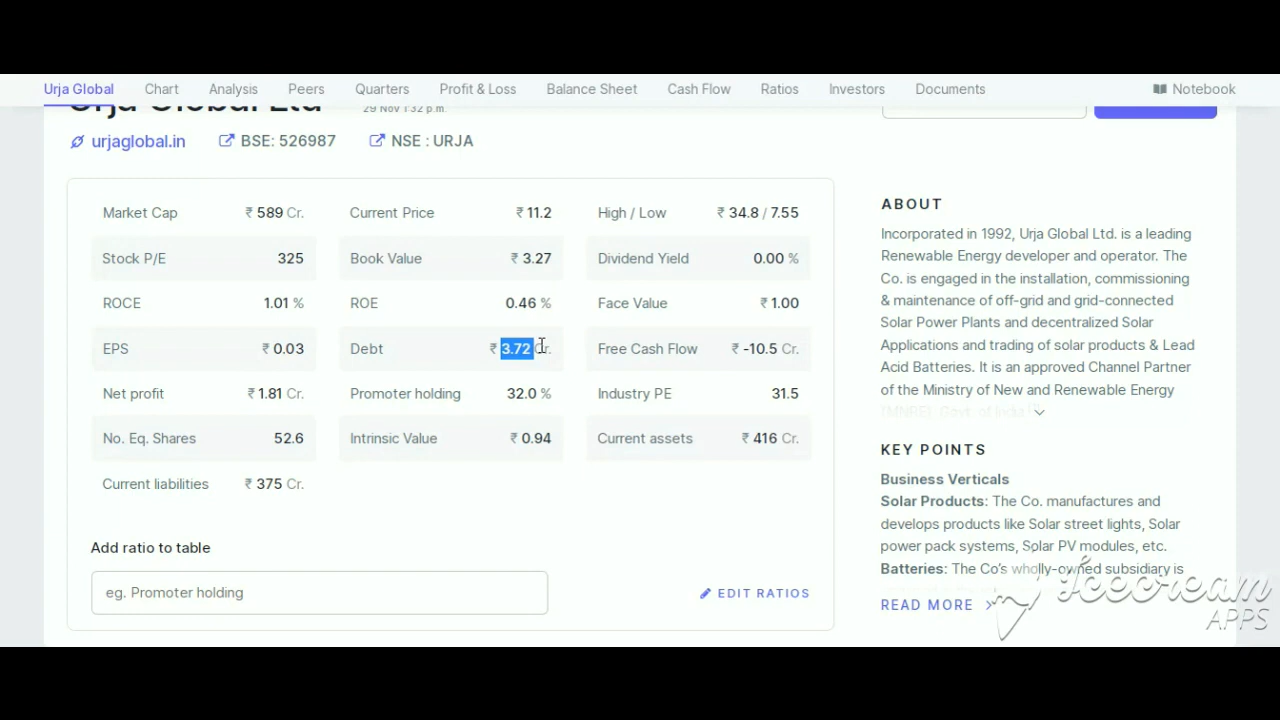 Urja Global Chart Analysis Peers Quarters Profit & Loss Balance Sheet Cash Flow Ratios Investors Documents Notebook
Urja Global Ltd 29 Nov 1:32 p.m.
urjaglobal.in BSE: 526987 NSE : URJA
Market Cap ₹ 589 Cr. Current Price ₹ 11.2 High / Low ₹ 34.8 / 7.55
Stock P/E 325 Book Value ₹ 3.27 Dividend Yield 0.00 %
ROCE 1.01 % ROE 0.46 % Face Value ₹ 1.00
EPS ₹ 0.03 Debt ₹ 3.72 Cr. Free Cash Flow ₹ -10.5 Cr.
Net profit ₹ 1.81 Cr. Promoter holding 32.0 % Industry PE 31.5
No. Eq. Shares 52.6 Intrinsic Value ₹ 0.94 Current assets ₹ 416 Cr.
Current liabilities ₹ 375 Cr.
Add ratio to table
eg. Promoter holding EDIT RATIOS
ABOUT
Incorporated in 1992, Urja Global Ltd. is a leading
Renewable Energy developer and operator. The
Co. is engaged in the installation, commissioning
& maintenance of off-grid and grid-connected
Solar Power Plants and decentralized Solar
Applications and trading of solar products & Lead
Acid Batteries. It is an approved Channel Partner
of the Ministry of New and Renewable Energy
(MNRE), Govt. of India
KEY POINTS
Business Verticals
Solar Products: The Co. manufactures and
develops products like Solar street lights, Solar
power pack systems, Solar PV modules, etc.
Batteries: The Co's wholly-owned subsidiary is
READ MORE
Icecream
APPS